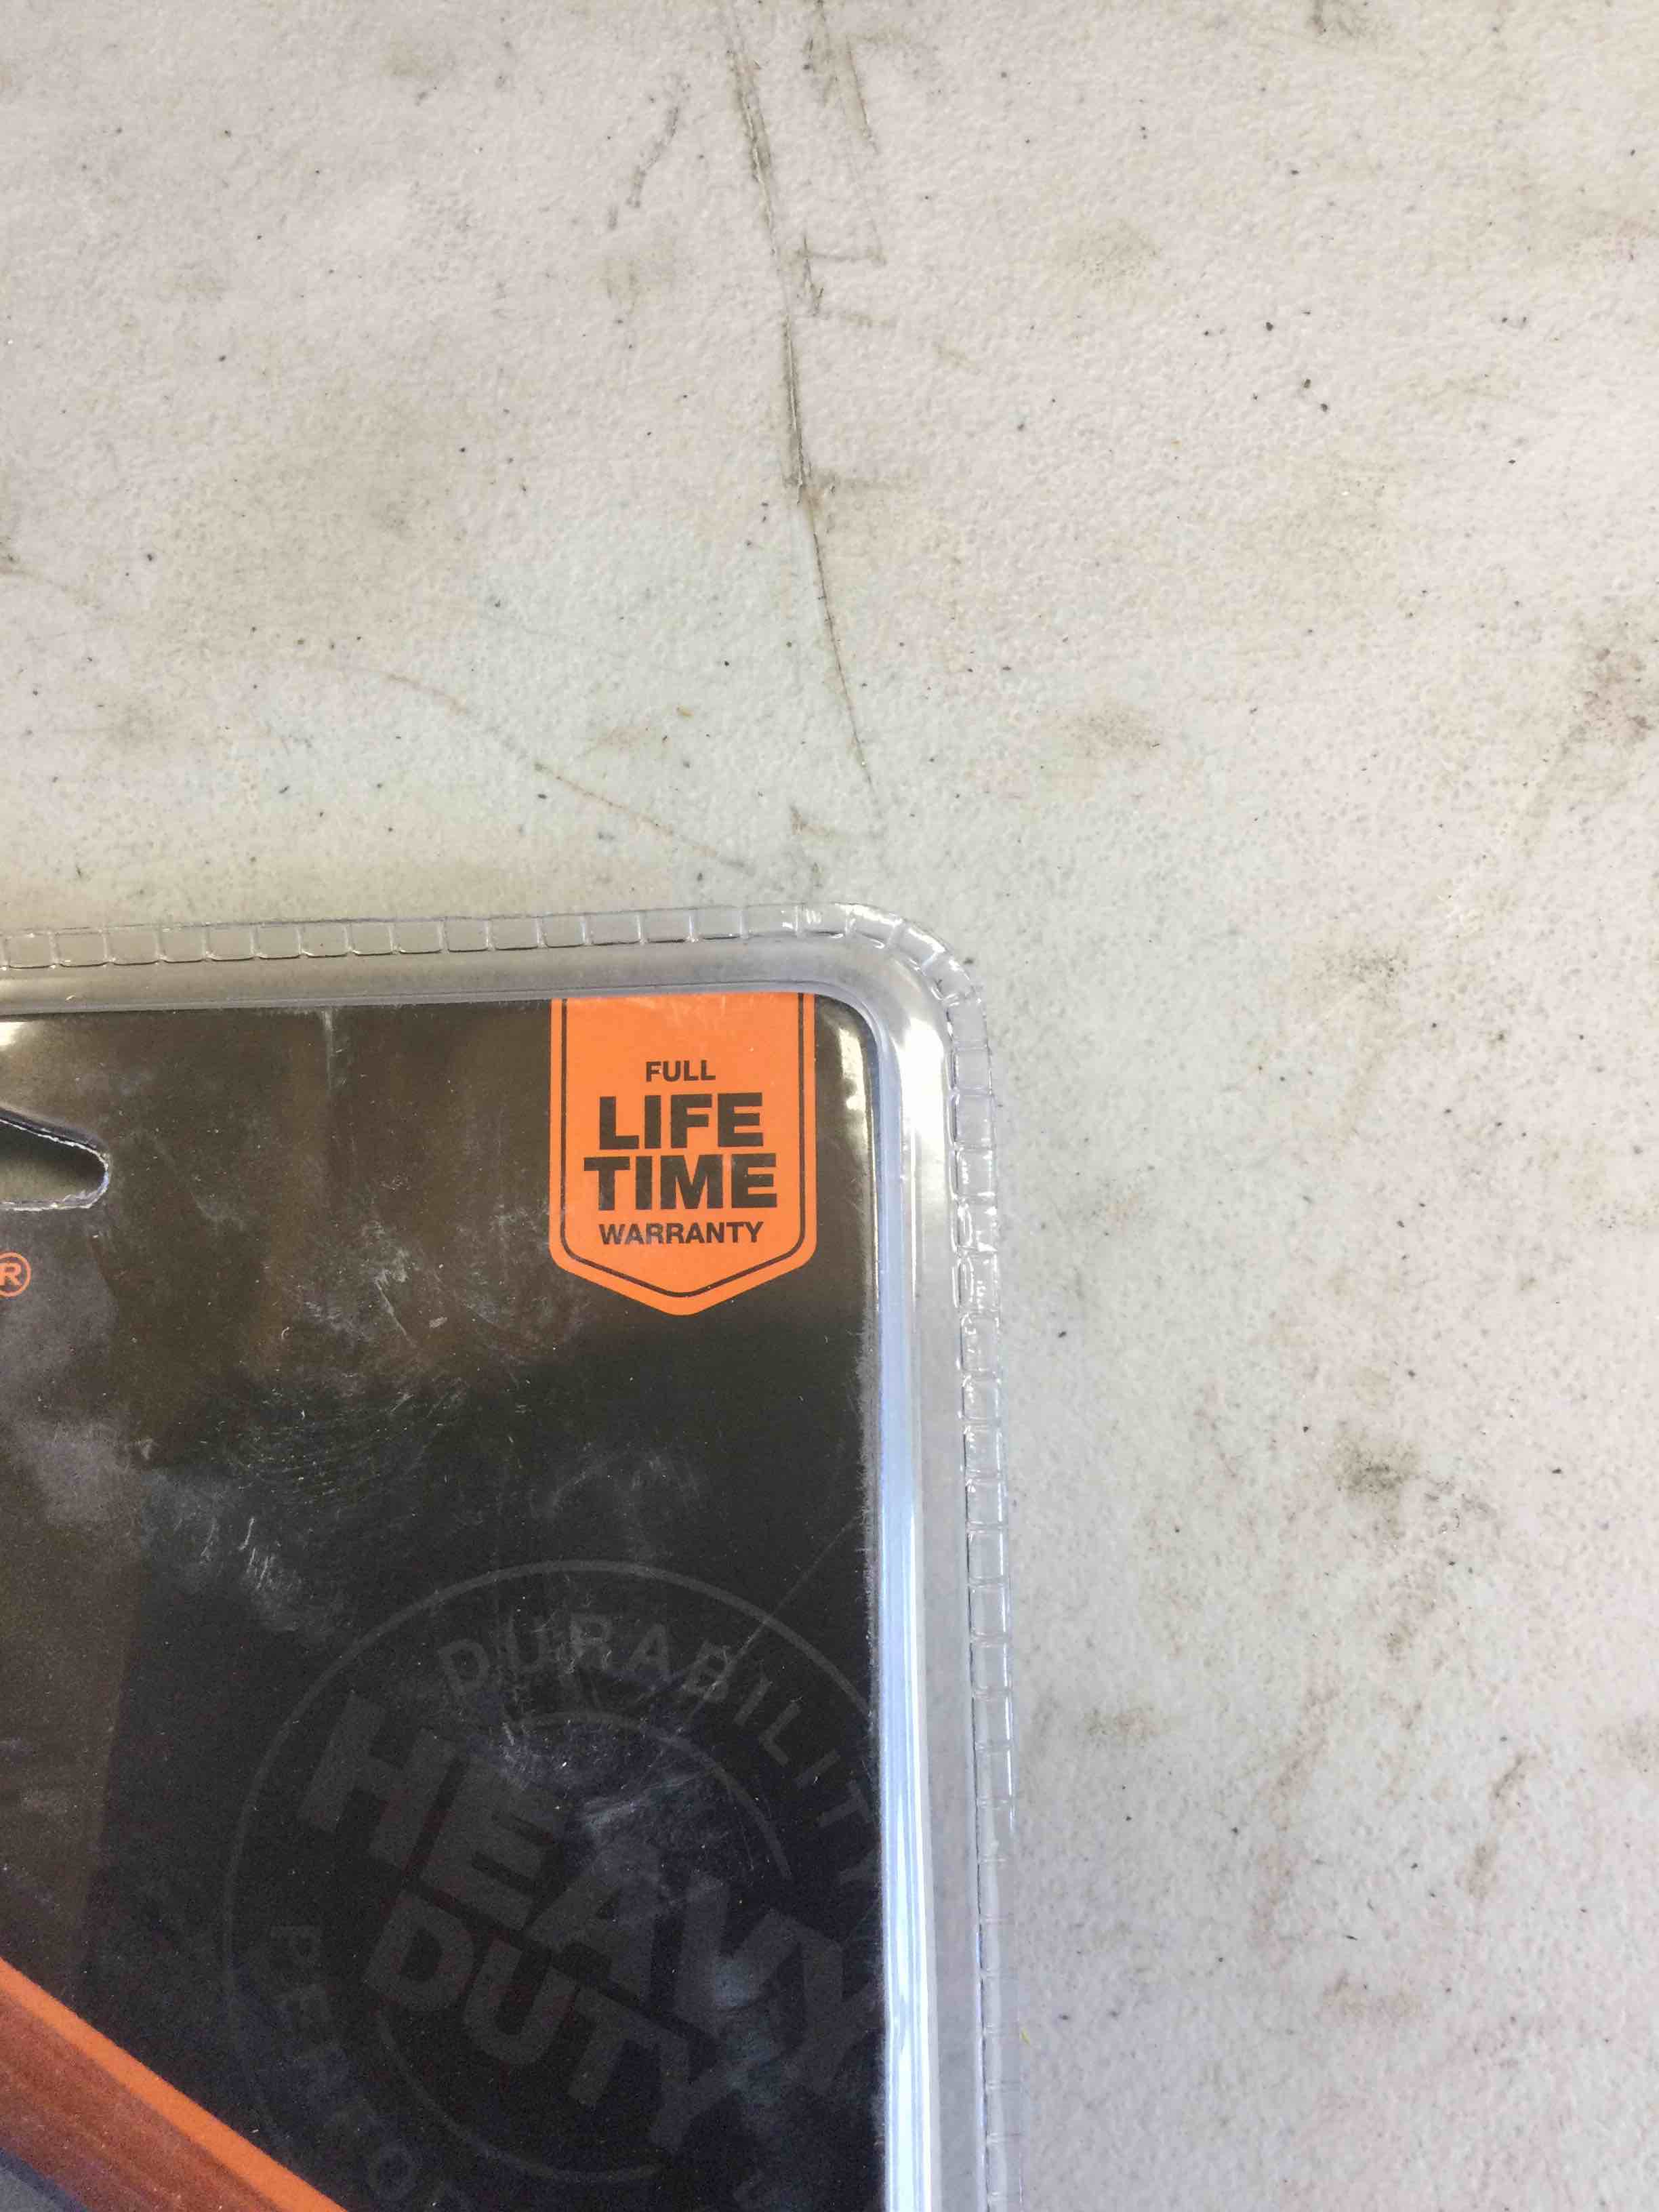 FULL
LIFE
TIME
WARRANTY
®
DURABILITY
HEAVY
DUTY